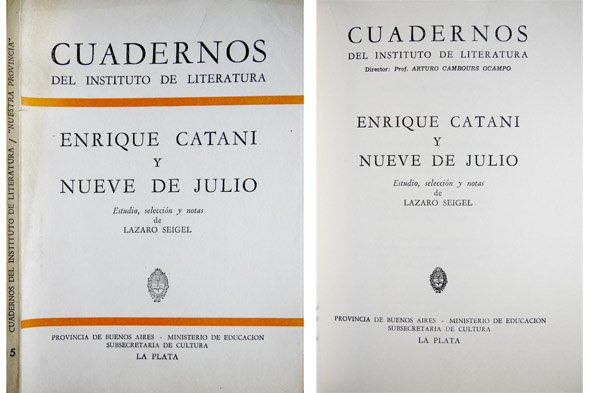 CUADERNOS DEL INSTITUTO DE LITERATURA / "NUESTRA PROVINCIA"
5
CUADERNOS
DEL INSTITUTO DE LITERATURA
ENRIQUE CATANI
Y
NUEVE DE JULIO
Estudio, selección y notas
de
LAZARO SEIGEL
PROVINCIA DE BUENOS AIRES - MINISTERIO DE EDUCACION
SUBSECRETARIA DE CULTURA
LA PLATA
CUADERNOS
DEL INSTITUTO DE LITERATURA
Director: Prof. ARTURO CAMBOURS OCAMPO
ENRIQUE CATANI
Y
NUEVE DE JULIO
Estudio, selección y notas
de
LAZARO SEIGEL
PROVINCIA DE BUENOS AIRES - MINISTERIO DE EDUCACION
SUBSECRETARIA DE CULTURA
LA PLATA